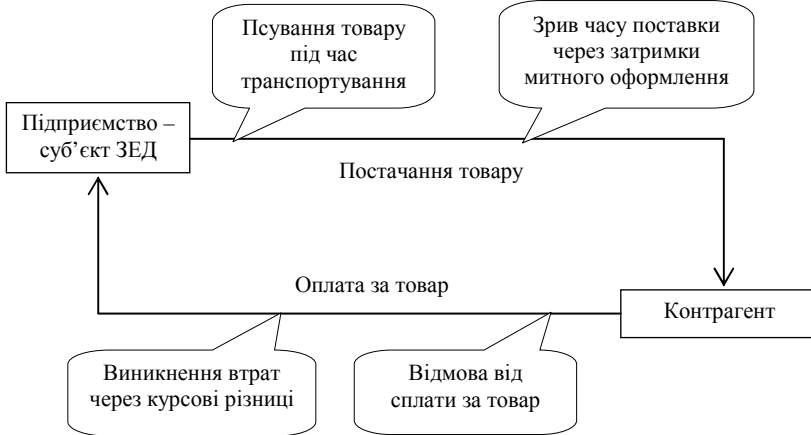 Псування товару
під час
транспортування
Зрив часу поставки
через затримки
митного оформлення
Підприємство –
суб’єкт ЗЕД
Постачання товару
Оплата за товар
Контрагент
Виникнення втрат
через курсові різниці
Відмова від
сплати за товар